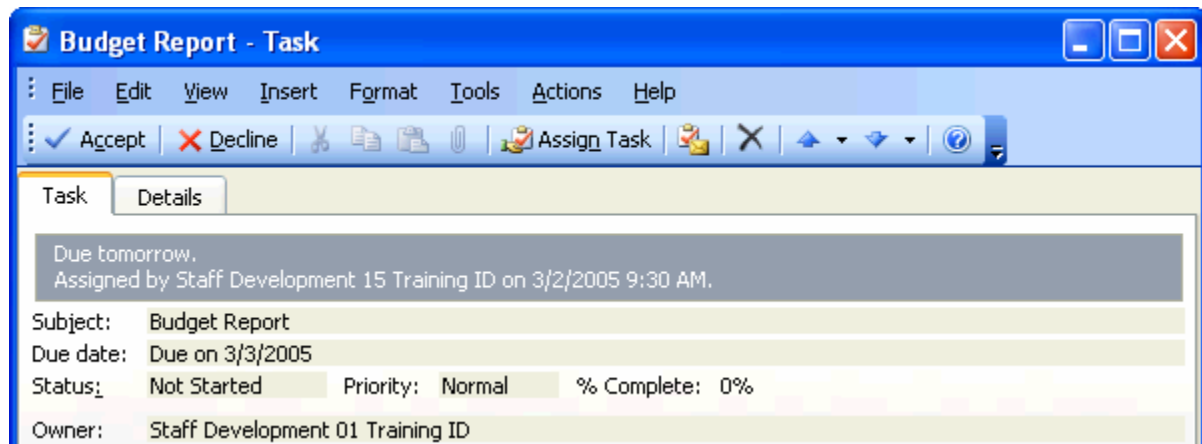 Budget Report - Task
File Edit View Insert Format Tools Actions Help
Accept Decline Assign Task
Task Details
Due tomorrow.
Assigned by Staff Development 15 Training ID on 3/2/2005 9:30 AM.
Subject: Budget Report
Due date: Due on 3/3/2005
Status: Not Started Priority: Normal % Complete: 0%
Owner: Staff Development 01 Training ID